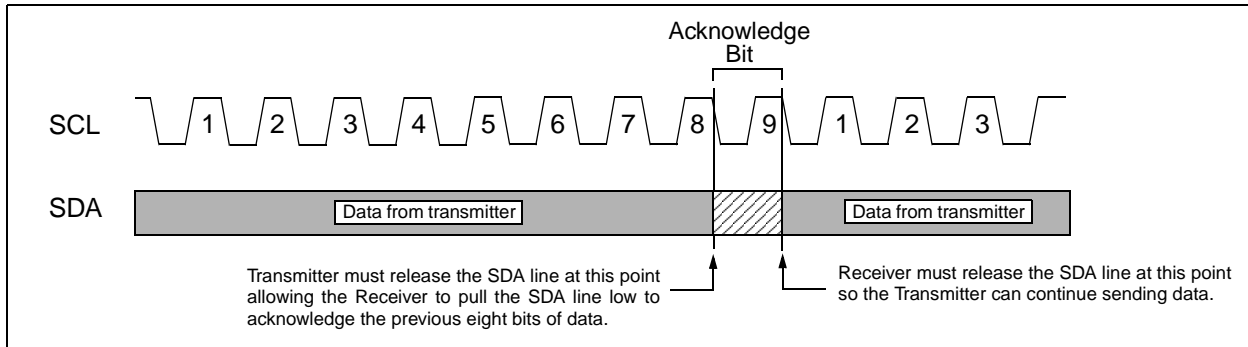 Acknowledge
Bit
SCL
1 2 3 4 5 6 7 8 9 1 2 3
SDA
Data from transmitter
Data from transmitter
Transmitter must release the SDA line at this point
allowing the Receiver to pull the SDA line low to
acknowledge the previous eight bits of data.
Receiver must release the SDA line at this point
so the Transmitter can continue sending data.